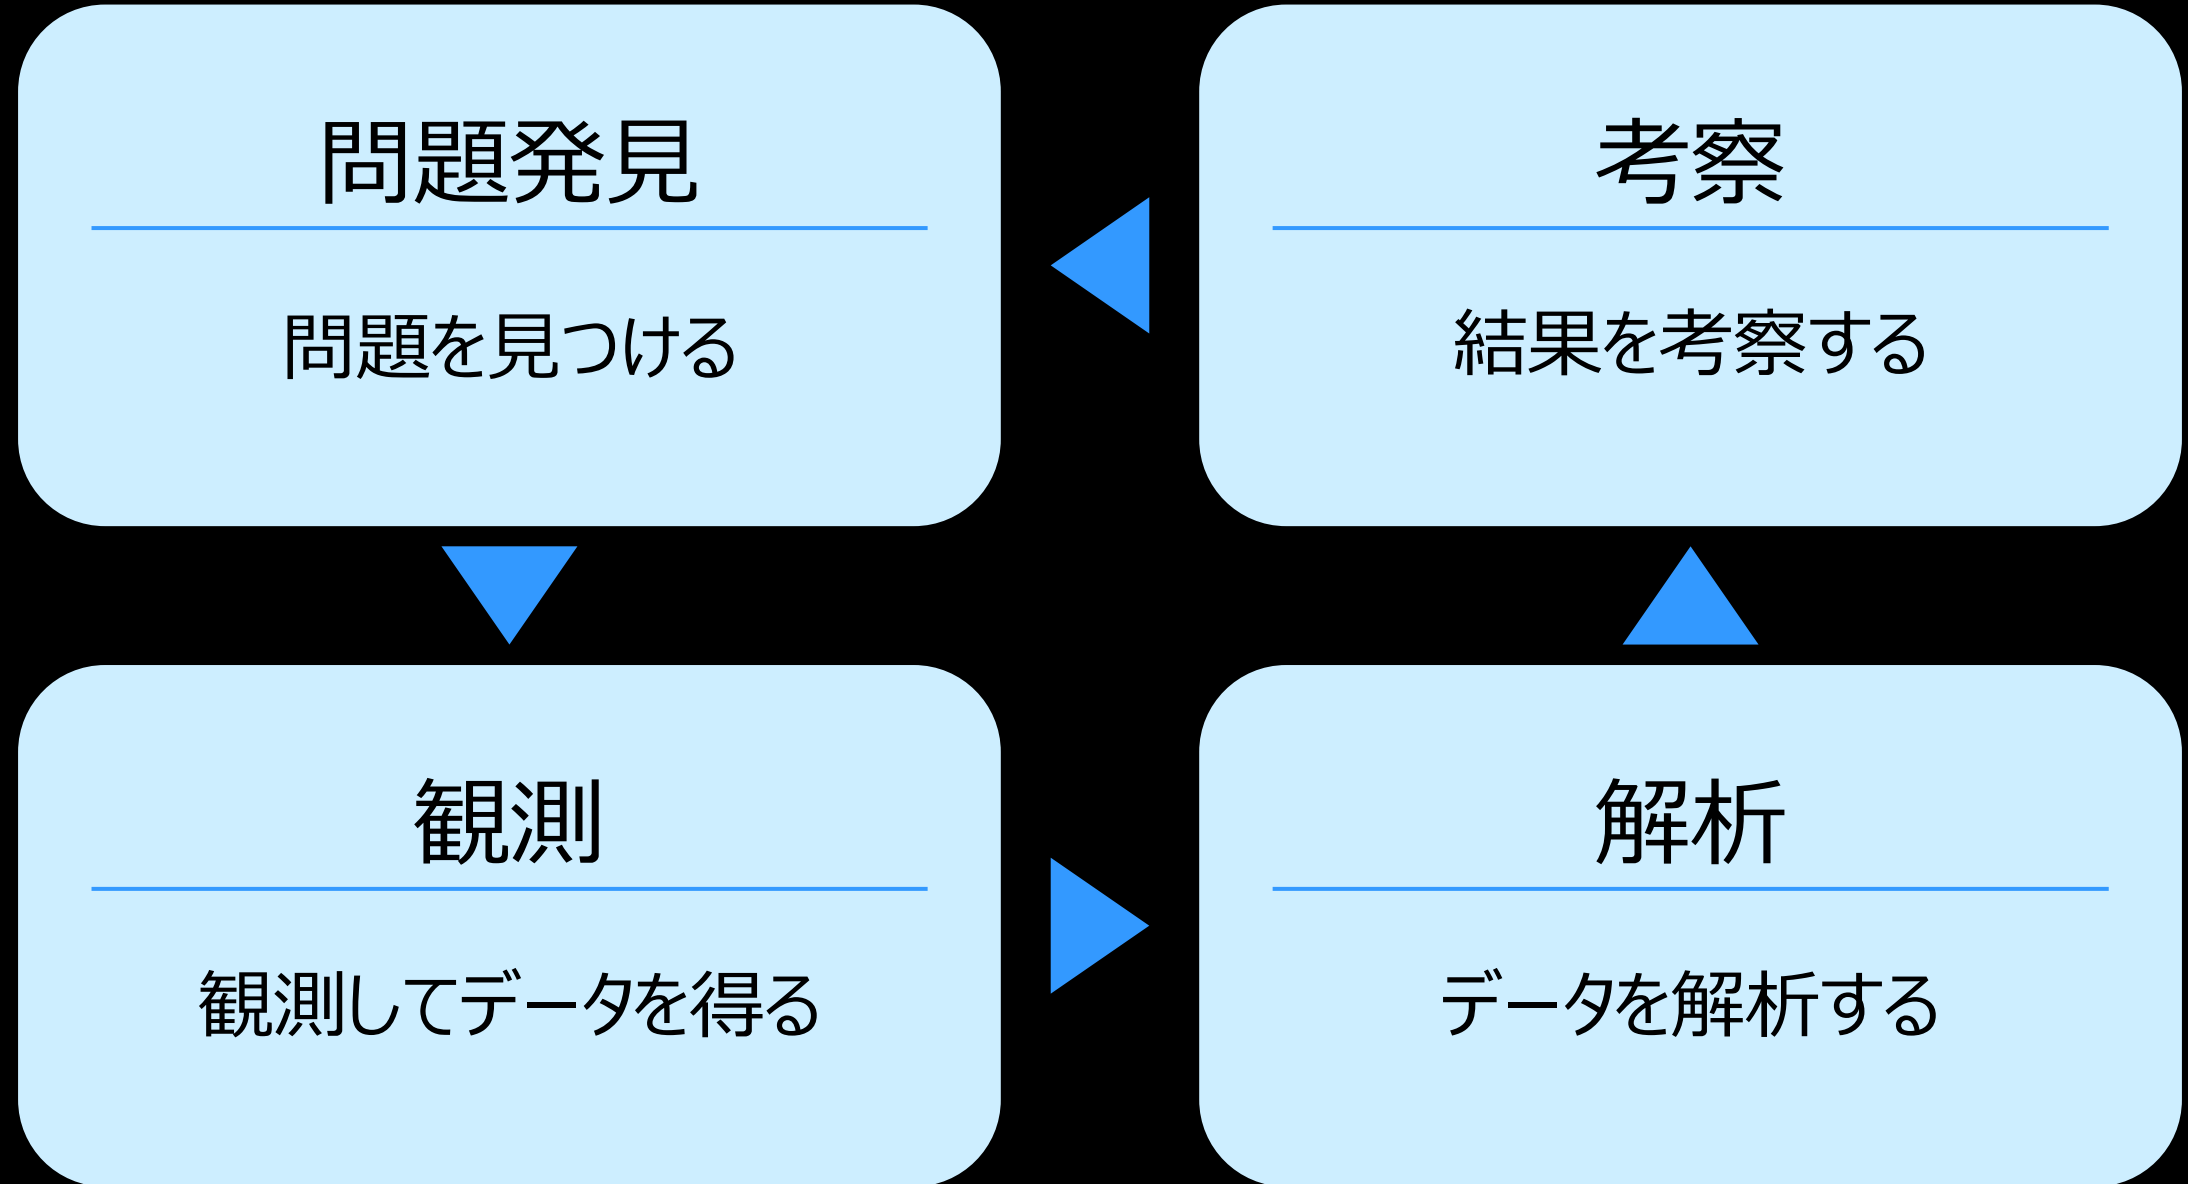 問題発見
問題を見つける
考察
結果を考察する
観測
観測してデータを得る
解析
データを解析する